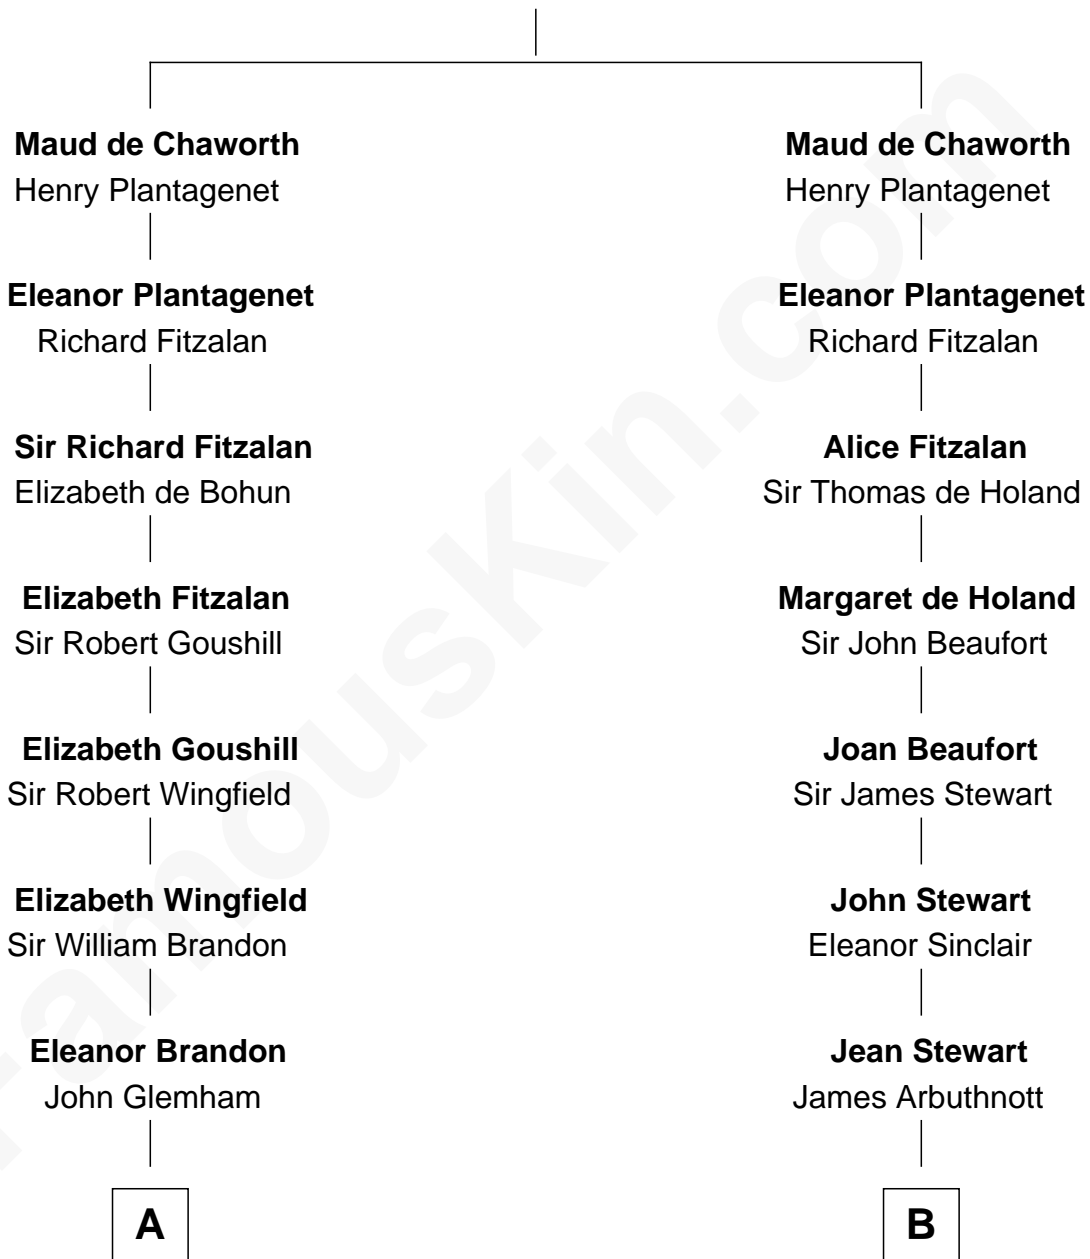 Maud de Chaworth
Henry Plantagenet
Eleanor Plantagenet
Richard Fitzalan
Sir Richard Fitzalan
Elizabeth de Bohun
Elizabeth Fitzalan
Sir Robert Goushill
Elizabeth Goushill
Sir Robert Wingfield
Elizabeth Wingfield
Sir William Brandon
Eleanor Brandon
John Glemham
A
Maud de Chaworth
Henry Plantagenet
Eleanor Plantagenet
Richard Fitzalan
Alice Fitzalan
Sir Thomas de Holand
Margaret de Holand
Sir John Beaufort
Joan Beaufort
Sir James Stewart
John Stewart
Eleanor Sinclair
Jean Stewart
James Arbuthnott
B
FamousKin.com